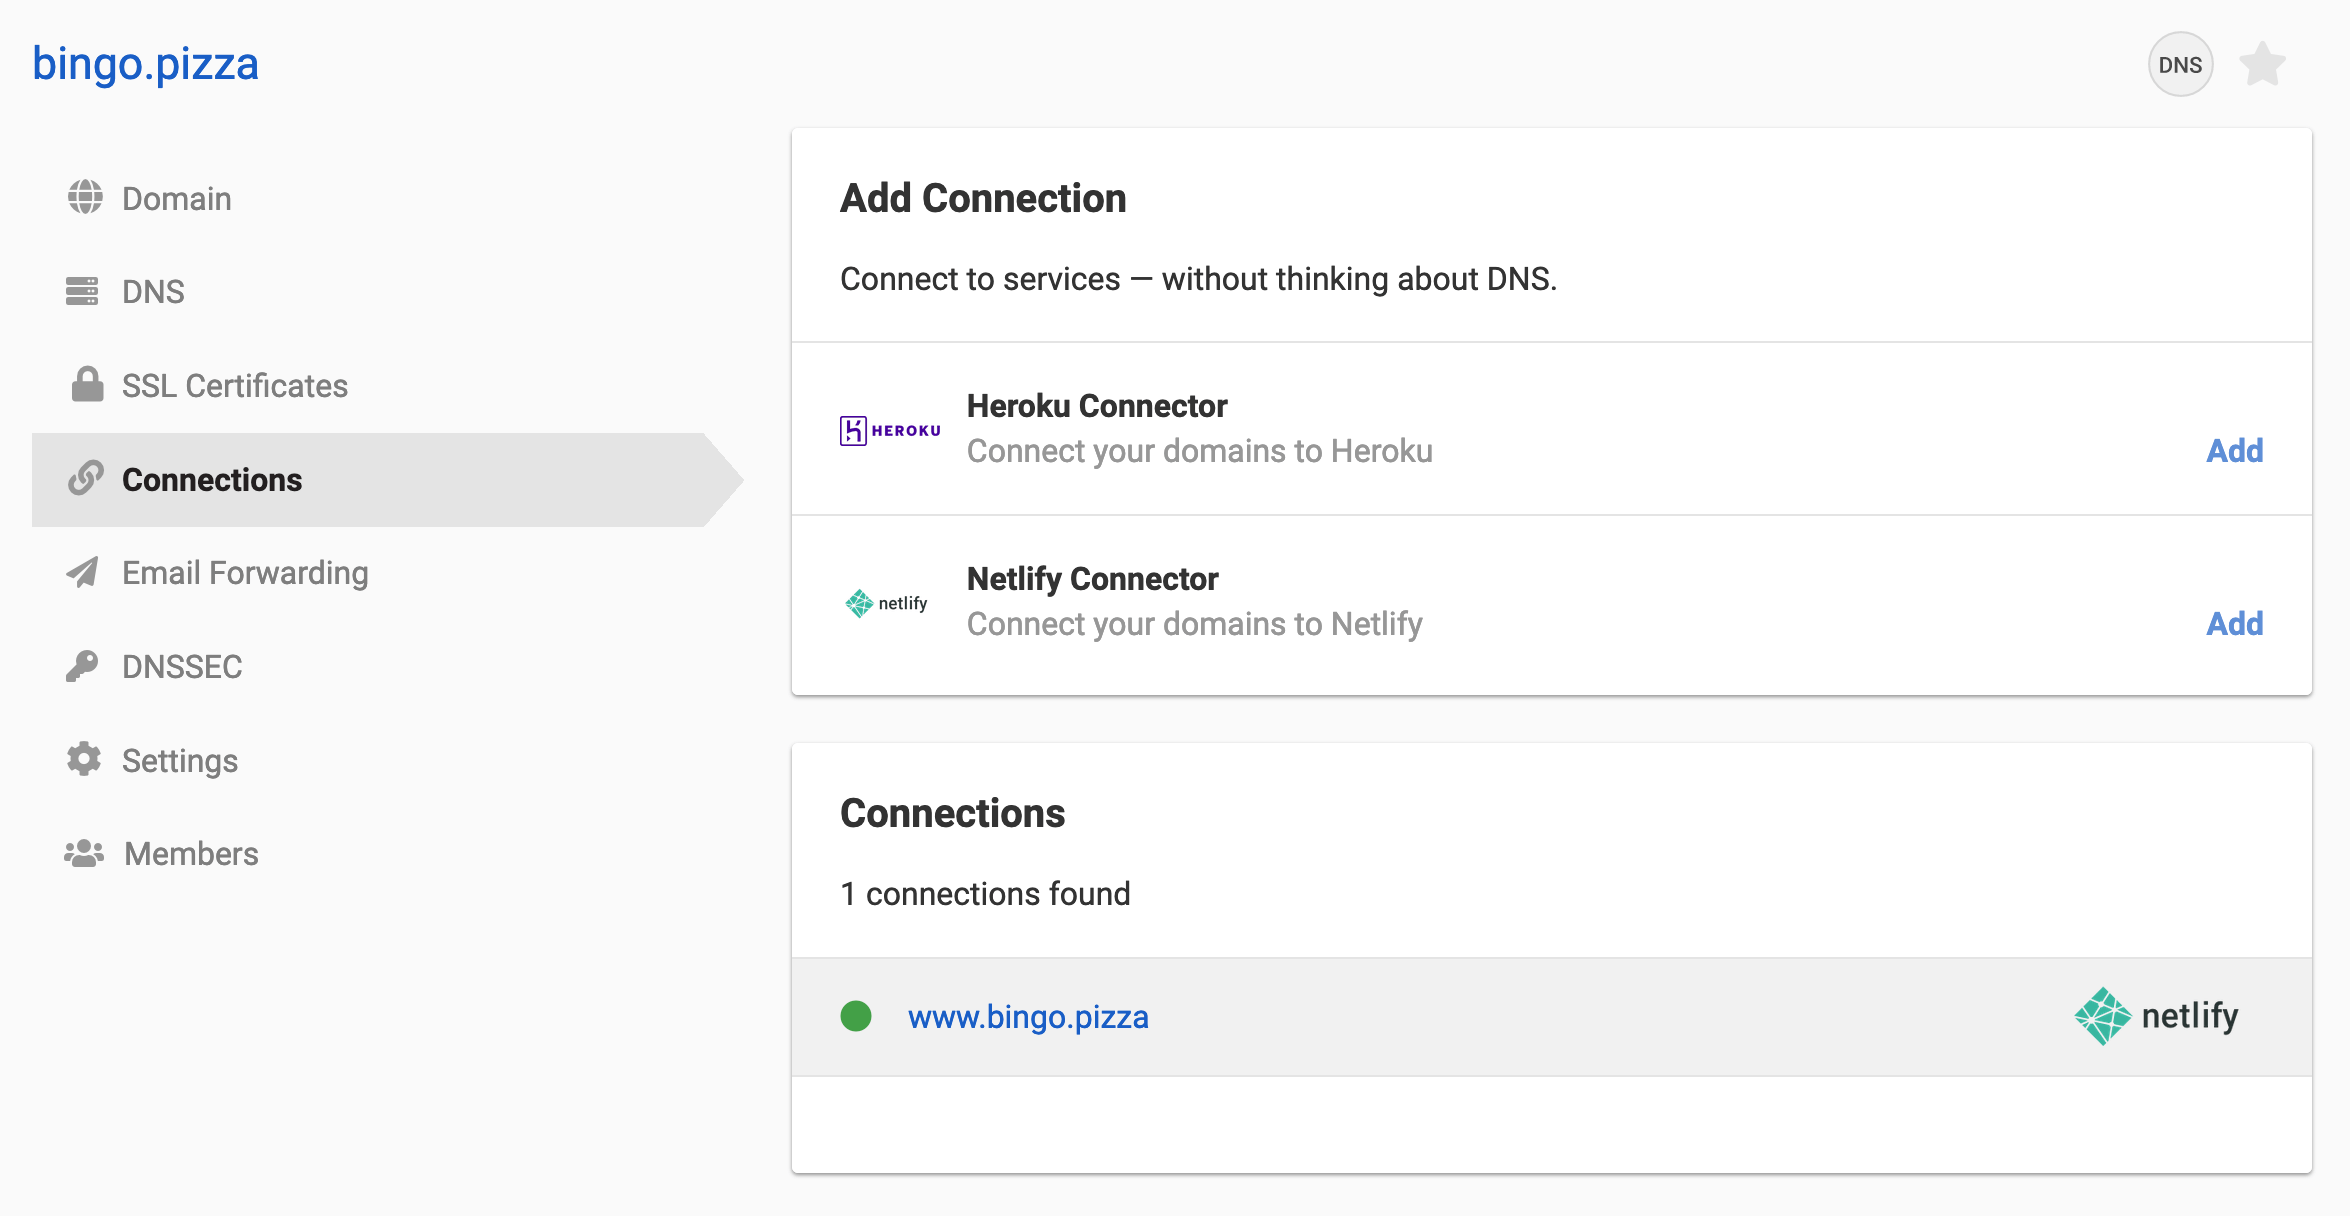 bingo.pizza
DNS
Domain
DNS
SSL Certificates
Connections
Email Forwarding
DNSSEC
Settings
Members
Add Connection
Connect to services — without thinking about DNS.
HEROKU
Heroku Connector
Connect your domains to Heroku
Add
netlify
Netlify Connector
Connect your domains to Netlify
Add
Connections
1 connections found
www.bingo.pizza
netlify